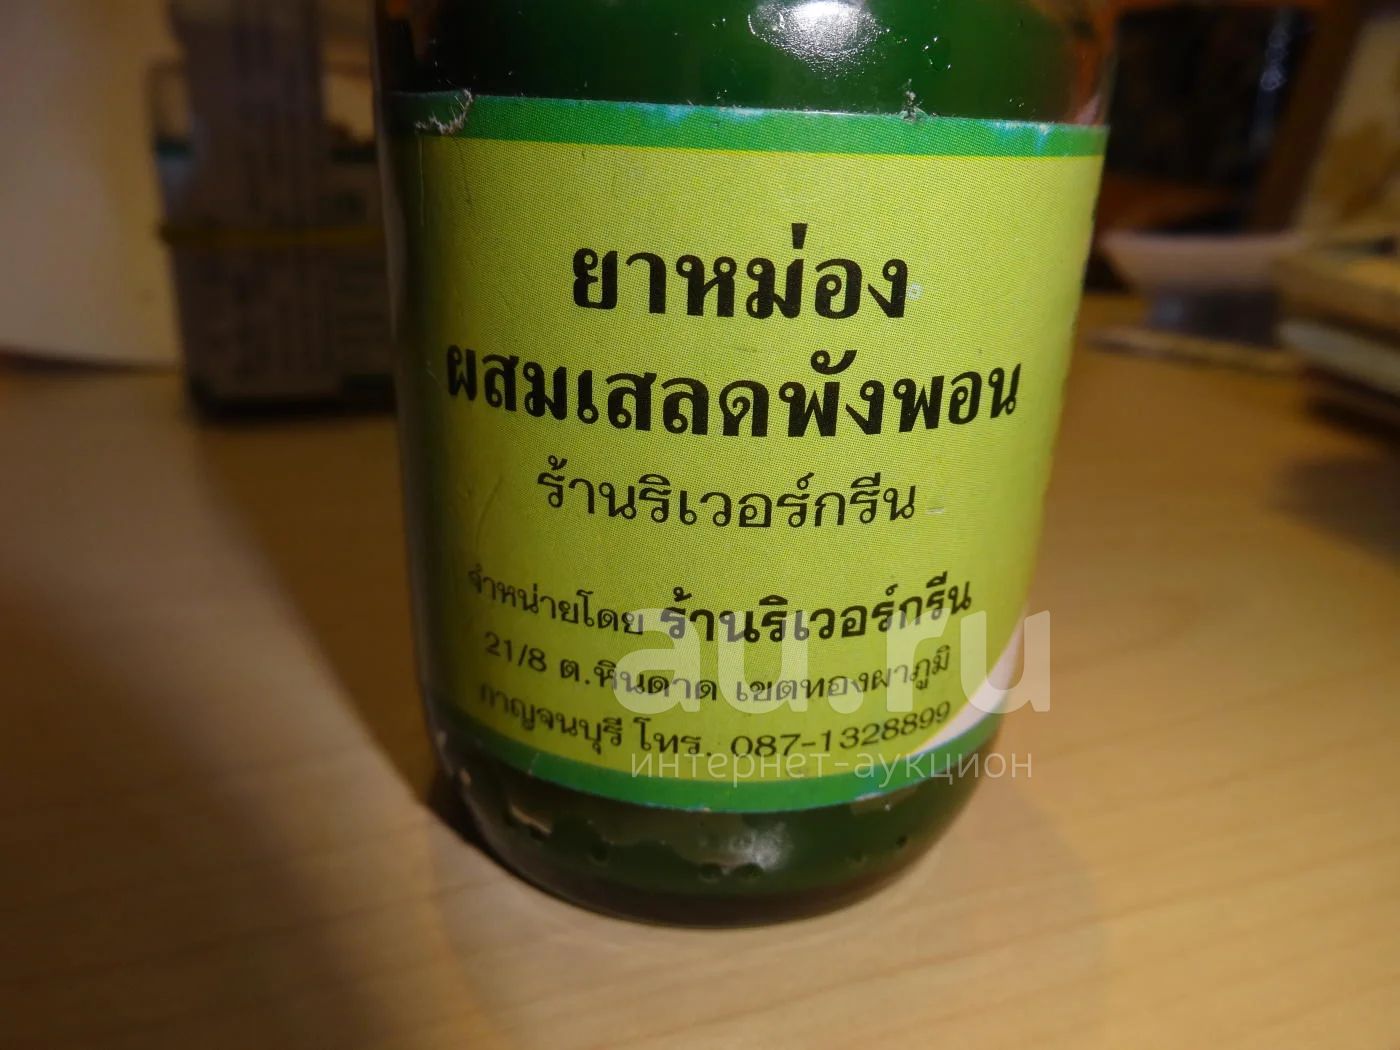 ยาหม่อง
ผสมเสลดพังพอน
ร้านริเวอร์กรีน
จำหน่ายโดย ร้านริเวอร์กรีน
21/8 ต.หินดาด เขตทองผาภูมิ
กาญจนบุรี โทร. 087-1328899
au.ru
интернет-аукцион